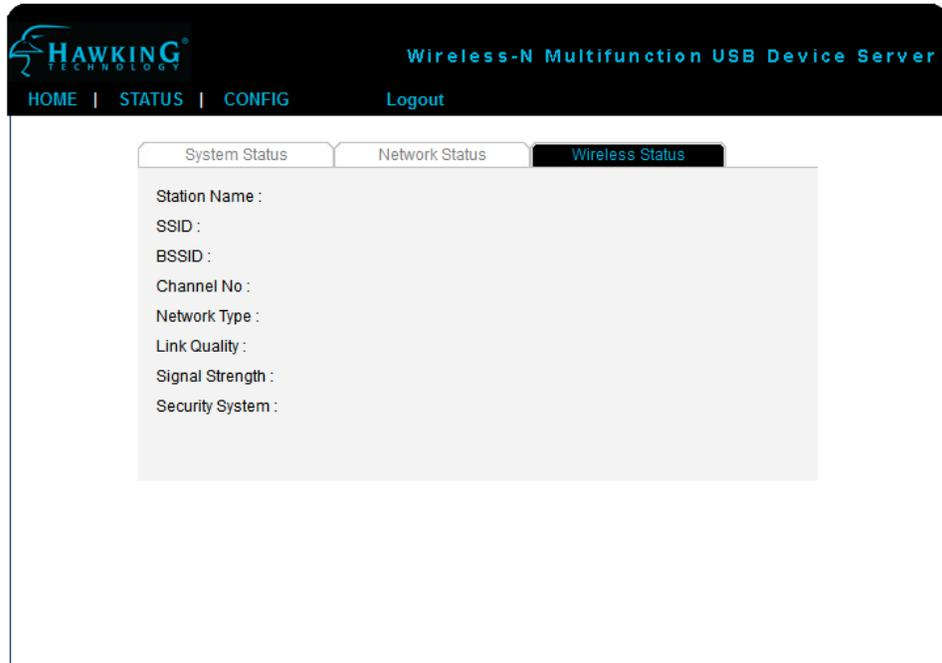 HAWKING®
TECHNOLOGY
Wireless-N Multifunction USB Device Server
HOME | STATUS | CONFIG Logout
System Status Network Status Wireless Status
Station Name :
SSID :
BSSID :
Channel No :
Network Type :
Link Quality :
Signal Strength :
Security System :